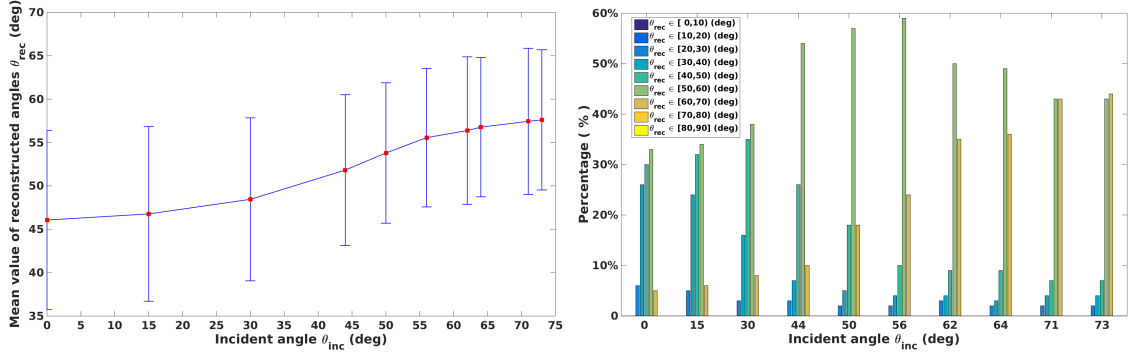 Mean value of reconstructed angles θrec (deg)
70
65
60
55
50
45
40
35
0 5 10 15 20 25 30 35 40 45 50 55 60 65 70 75
Incident angle θinc (deg)
Percentage ( % )
60%
50%
40%
30%
20%
10%
0
θrec ∈ [ 0,10) (deg)
θrec ∈ [10,20) (deg)
θrec ∈ [20,30) (deg)
θrec ∈ [30,40) (deg)
θrec ∈ [40,50) (deg)
θrec ∈ [50,60) (deg)
θrec ∈ [60,70) (deg)
θrec ∈ [70,80) (deg)
θrec ∈ [80,90] (deg)
0 15 30 44 50 56 62 64 71 73
Incident angle θinc (deg)